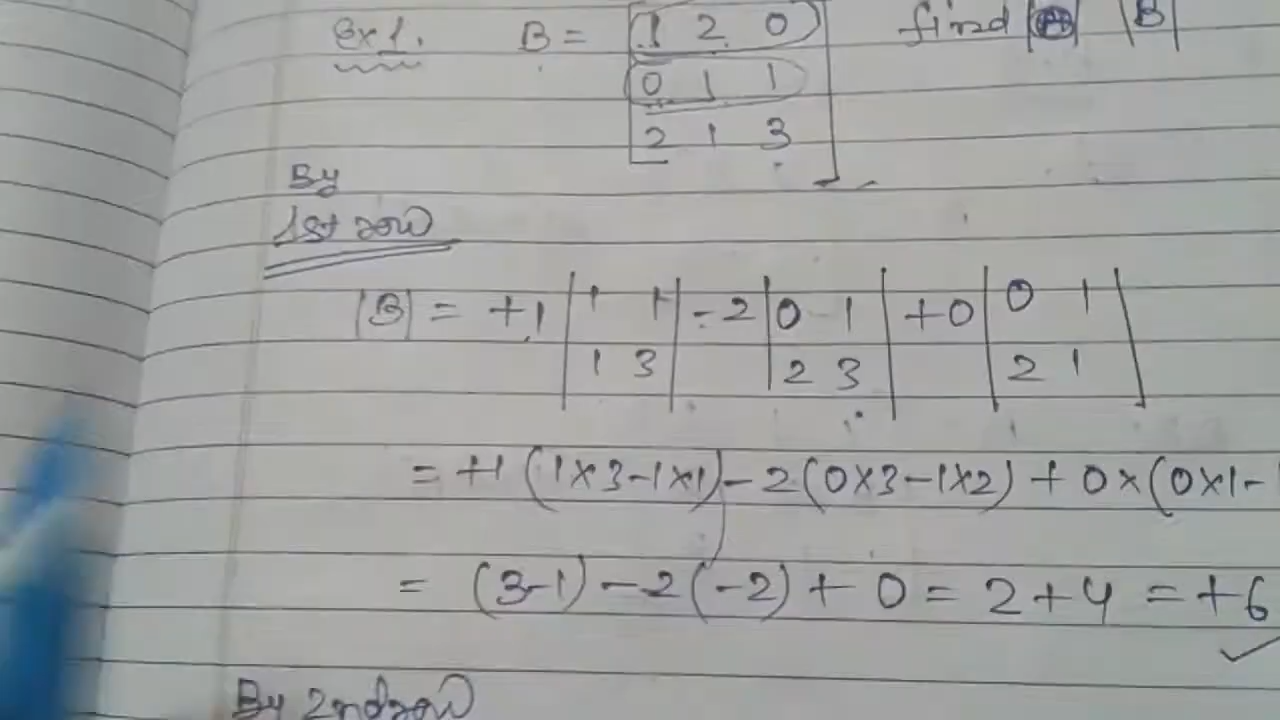 Ex 1. B = [1 2 0 find |B|
0 1 1
2 1 3]
By
1st row
|B| = +1 |1 1 | -2 |0 1 | +0 |0 1 |
|1 3| |2 3| |2 1|
= +1 (1×3-1×1) - 2(0×3-1×2) + 0×(0×1-
= (3-1) - 2(-2) + 0 = 2+4 = +6
By 2nd row